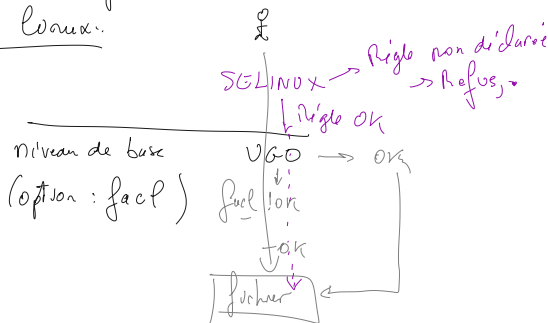 Linux:
SELINUX
Règle non déclarée
→ Refus.
Règle OK
niveau de base
UGO → OK
(option : facl)
facl !OK
OK
fichier